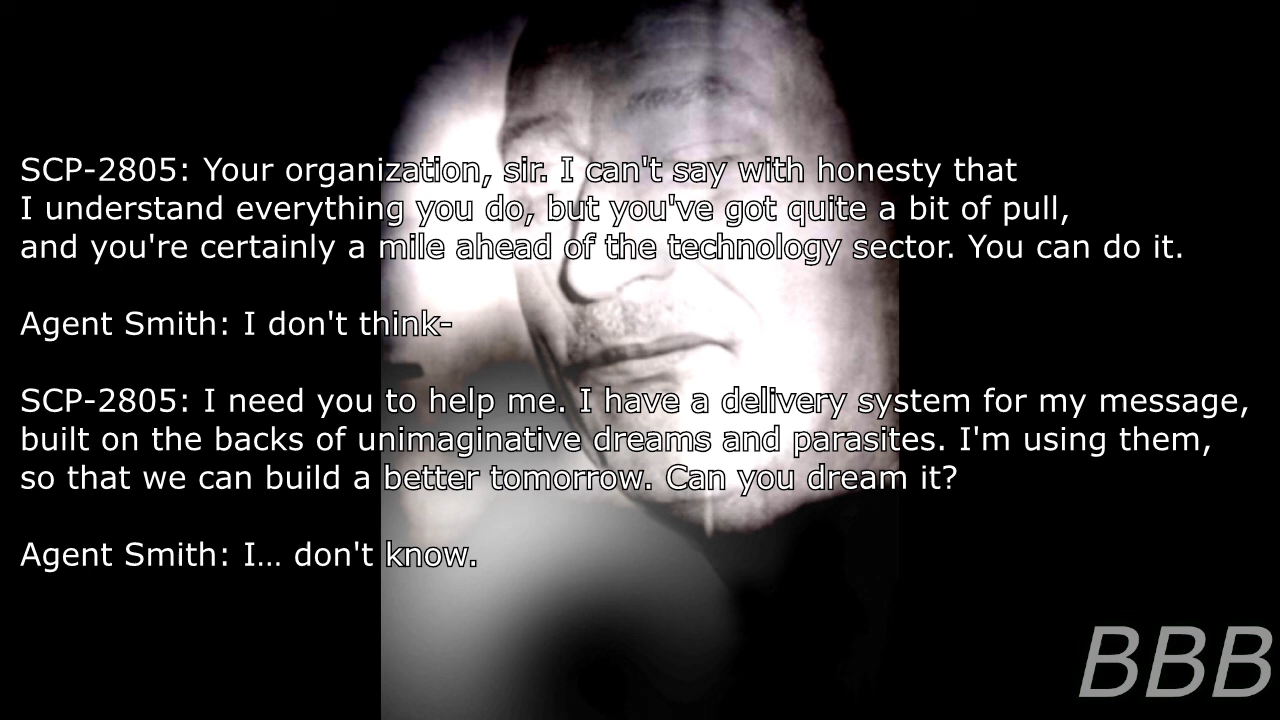 SCP-2805: Your organization, sir. I can't say with honesty that
I understand everything you do, but you've got quite a bit of pull,
and you're certainly a mile ahead of the technology sector. You can do it.
Agent Smith: I don't think-
SCP-2805: I need you to help me. I have a delivery system for my message,
built on the backs of unimaginative dreams and parasites. I'm using them,
so that we can build a better tomorrow. Can you dream it?
Agent Smith: I… don't know.
BBB